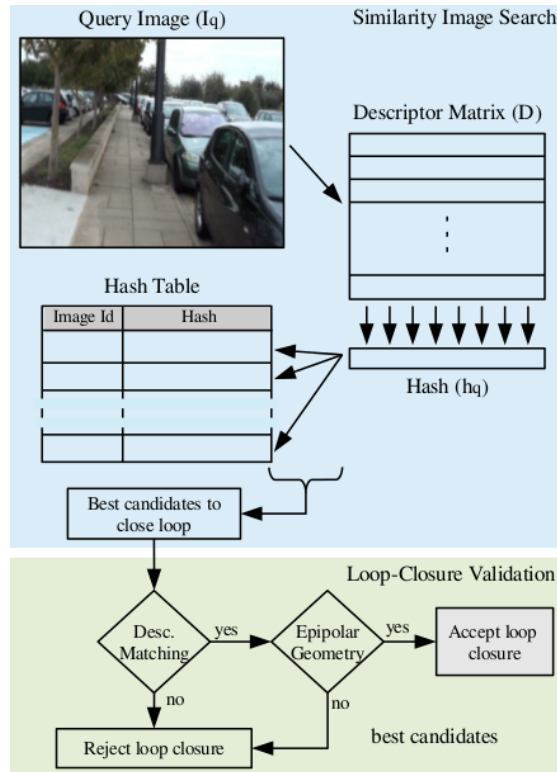 Query Image (Iq)
Similarity Image Search
Descriptor Matrix (D)
Hash Table
Image Id
Hash
Hash (hq)
Best candidates to
close loop
Loop-Closure Validation
Desc.
Matching
yes
Epipolar
Geometry
yes
Accept loop
closure
no
no
Reject loop closure
best candidates